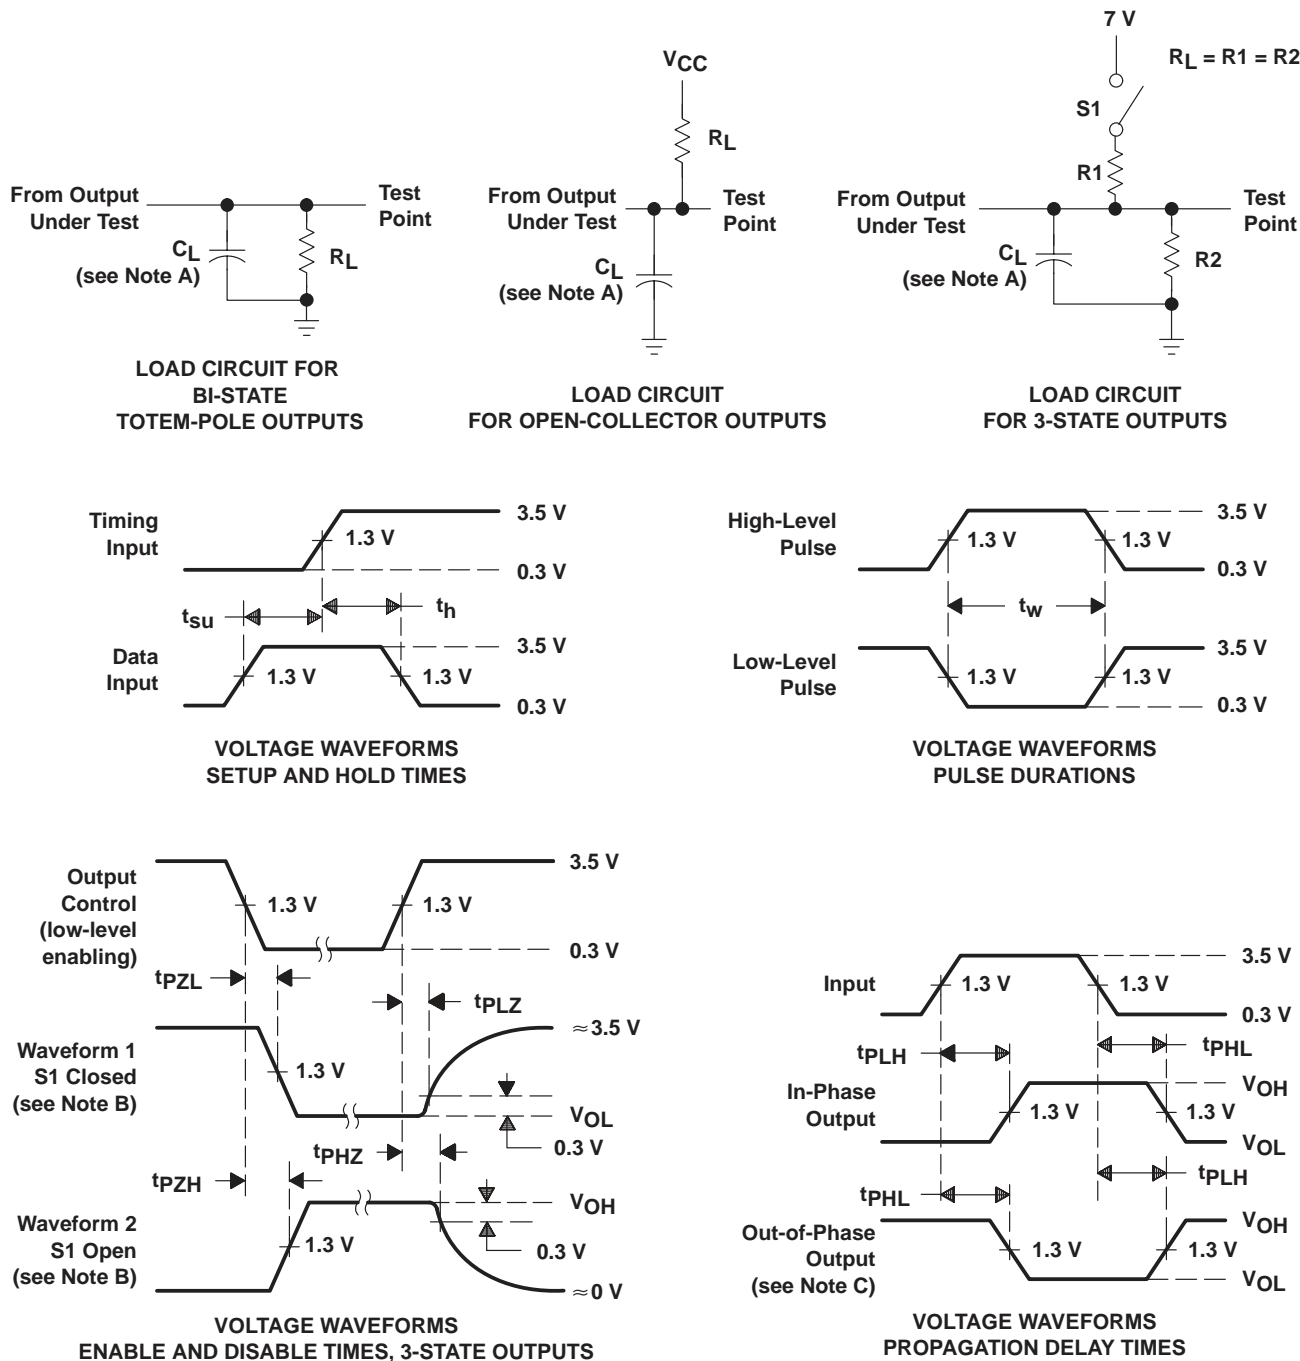 From Output
Under Test
Test
Point
CL
(see Note A)
RL
LOAD CIRCUIT FOR
BI-STATE
TOTEM-POLE OUTPUTS
VCC
RL
From Output
Under Test
Test
Point
CL
(see Note A)
LOAD CIRCUIT
FOR OPEN-COLLECTOR OUTPUTS
7 V
RL = R1 = R2
S1
R1
From Output
Under Test
Test
Point
CL
(see Note A)
R2
LOAD CIRCUIT
FOR 3-STATE OUTPUTS
Timing
Input
1.3 V
3.5 V
0.3 V
tsu
th
Data
Input
1.3 V
1.3 V
3.5 V
0.3 V
VOLTAGE WAVEFORMS
SETUP AND HOLD TIMES
High-Level
Pulse
1.3 V
1.3 V
3.5 V
0.3 V
tw
Low-Level
Pulse
1.3 V
1.3 V
3.5 V
0.3 V
VOLTAGE WAVEFORMS
PULSE DURATIONS
Output
Control
(low-level
enabling)
1.3 V
1.3 V
3.5 V
0.3 V
tPZL
tPLZ
Waveform 1
S1 Closed
(see Note B)
1.3 V
≈3.5 V
VOL
0.3 V
tPHZ
tPZH
Waveform 2
S1 Open
(see Note B)
1.3 V
VOH
0.3 V
≈0 V
VOLTAGE WAVEFORMS
ENABLE AND DISABLE TIMES, 3-STATE OUTPUTS
Input
1.3 V
1.3 V
3.5 V
0.3 V
tPLH
tPHL
In-Phase
Output
1.3 V
1.3 V
VOH
VOL
tPHL
tPLH
Out-of-Phase
Output
(see Note C)
1.3 V
1.3 V
VOH
VOL
VOLTAGE WAVEFORMS
PROPAGATION DELAY TIMES